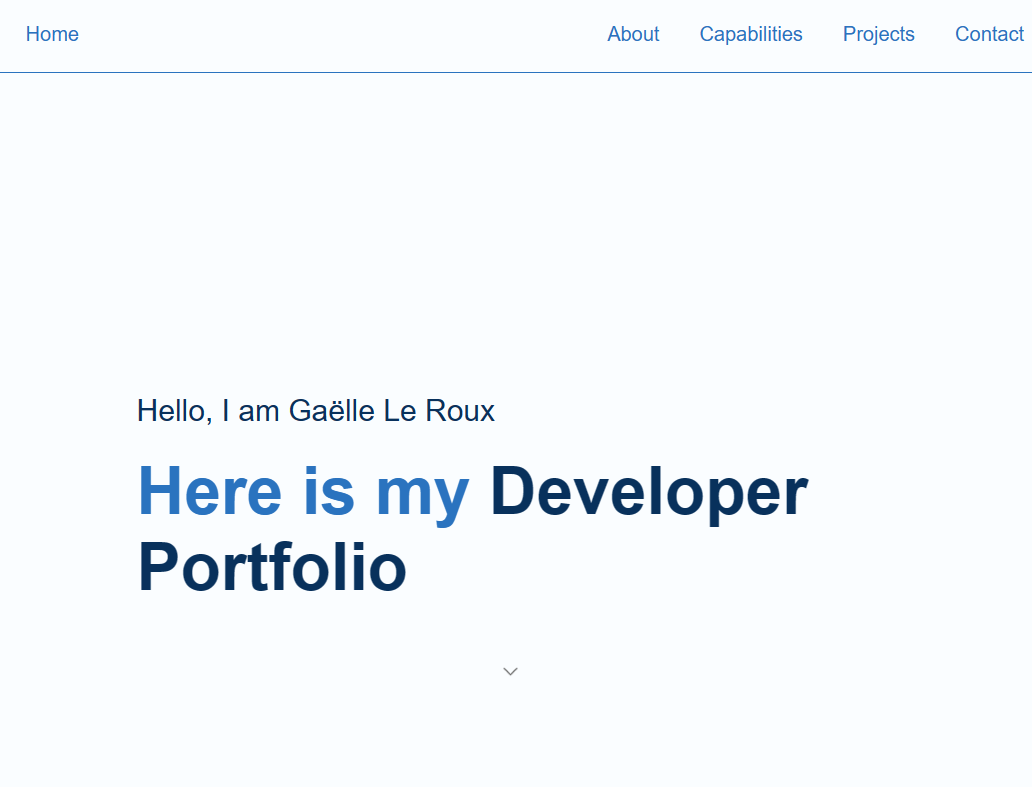 Home About Capabilities Projects Contact
Hello, I am Gaëlle Le Roux
Here is my Developer
Portfolio